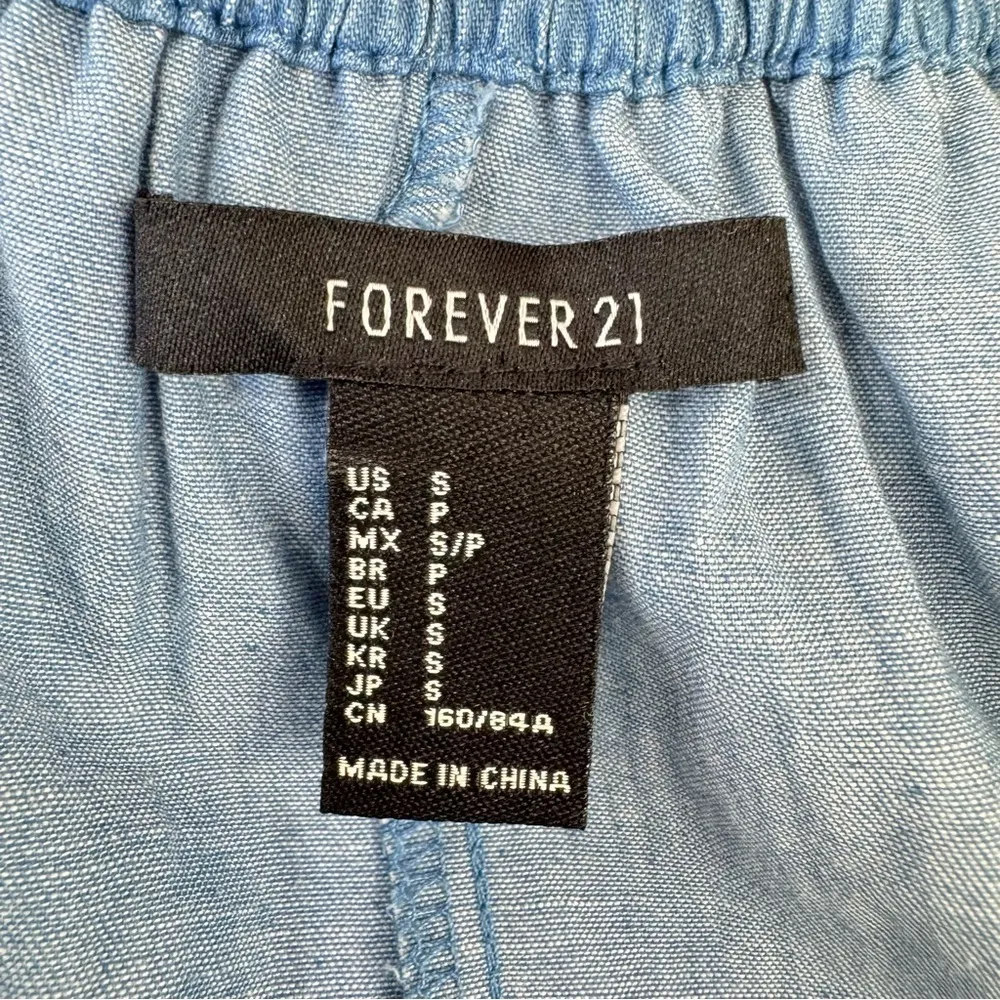 FOREVER 21
US S
CA P
MX S/P
BR P
EU S
UK S
KR S
JP S
CN 160/84A
MADE IN CHINA